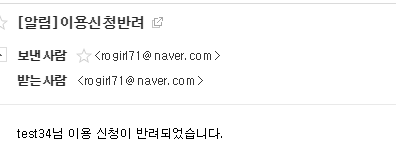 [알림]이용신청반려
보낸사람 <rogirl71@naver.com>
받는사람 <rogirl71@naver.com>
test34님 이용 신청이 반려되었습니다.